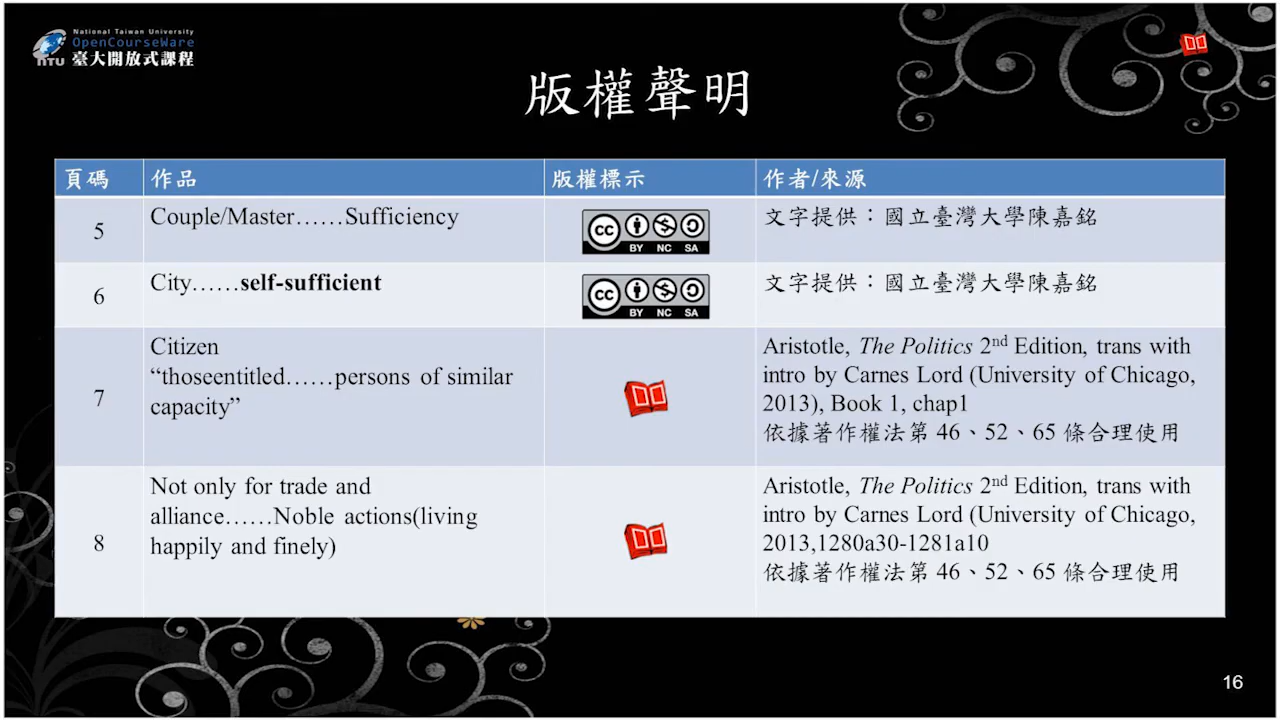 National Taiwan University
OpenCourseWare
NTU 臺大開放式課程
版權聲明
頁碼 作品 版權標示 作者/來源
5 Couple/Master……Sufficiency CC BY NC SA 文字提供：國立臺灣大學陳嘉銘
6 City……self-sufficient CC BY NC SA 文字提供：國立臺灣大學陳嘉銘
7
Citizen
“thoseentitled……persons of similar
capacity”
Aristotle, The Politics 2nd Edition, trans with
intro by Carnes Lord (University of Chicago,
2013), Book 1, chap1
依據著作權法第 46、52、65 條合理使用
8
Not only for trade and
alliance……Noble actions(living
happily and finely)
Aristotle, The Politics 2nd Edition, trans with
intro by Carnes Lord (University of Chicago,
2013,1280a30-1281a10
依據著作權法第 46、52、65 條合理使用
16